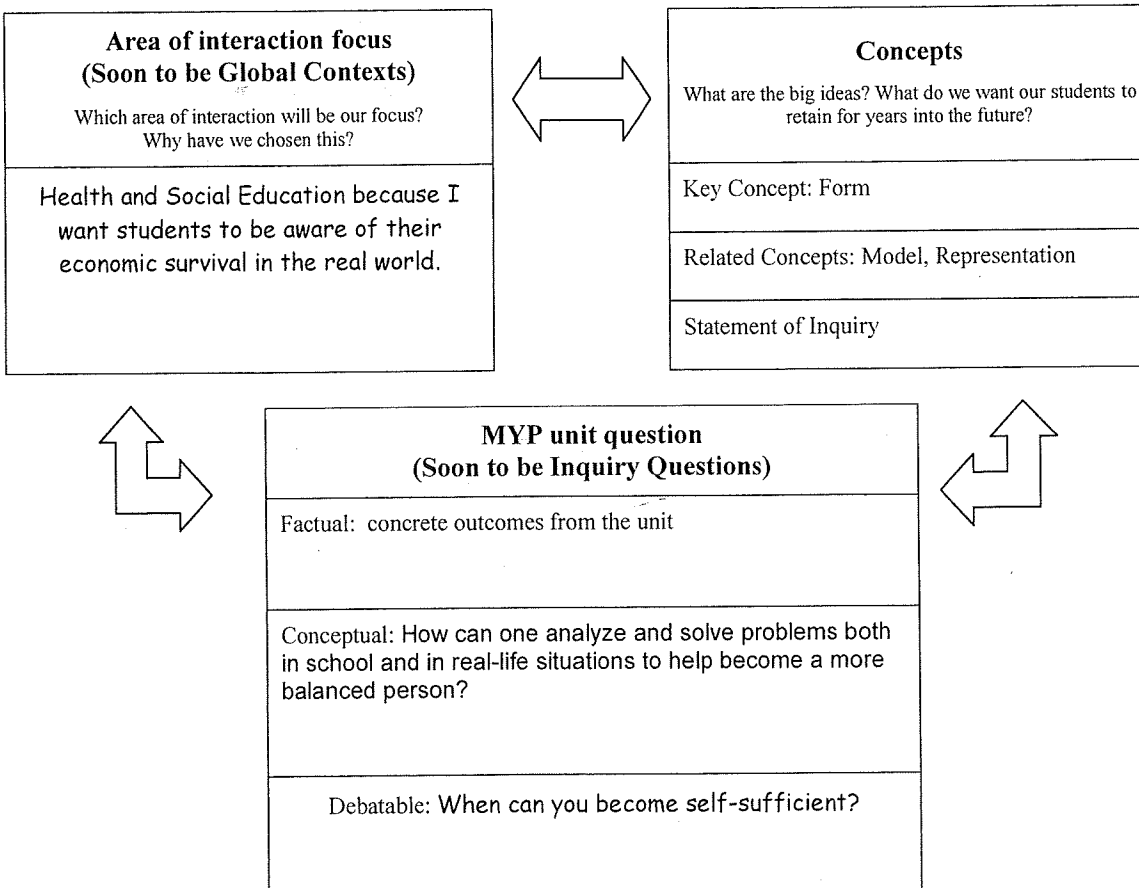 Area of interaction focus
(Soon to be Global Contexts)
Which area of interaction will be our focus?
Why have we chosen this?
Health and Social Education because I
want students to be aware of their
economic survival in the real world.
Concepts
What are the big ideas? What do we want our students to
retain for years into the future?
Key Concept: Form
Related Concepts: Model, Representation
Statement of Inquiry
MYP unit question
(Soon to be Inquiry Questions)
Factual: concrete outcomes from the unit
Conceptual: How can one analyze and solve problems both
in school and in real-life situations to help become a more
balanced person?
Debatable: When can you become self-sufficient?